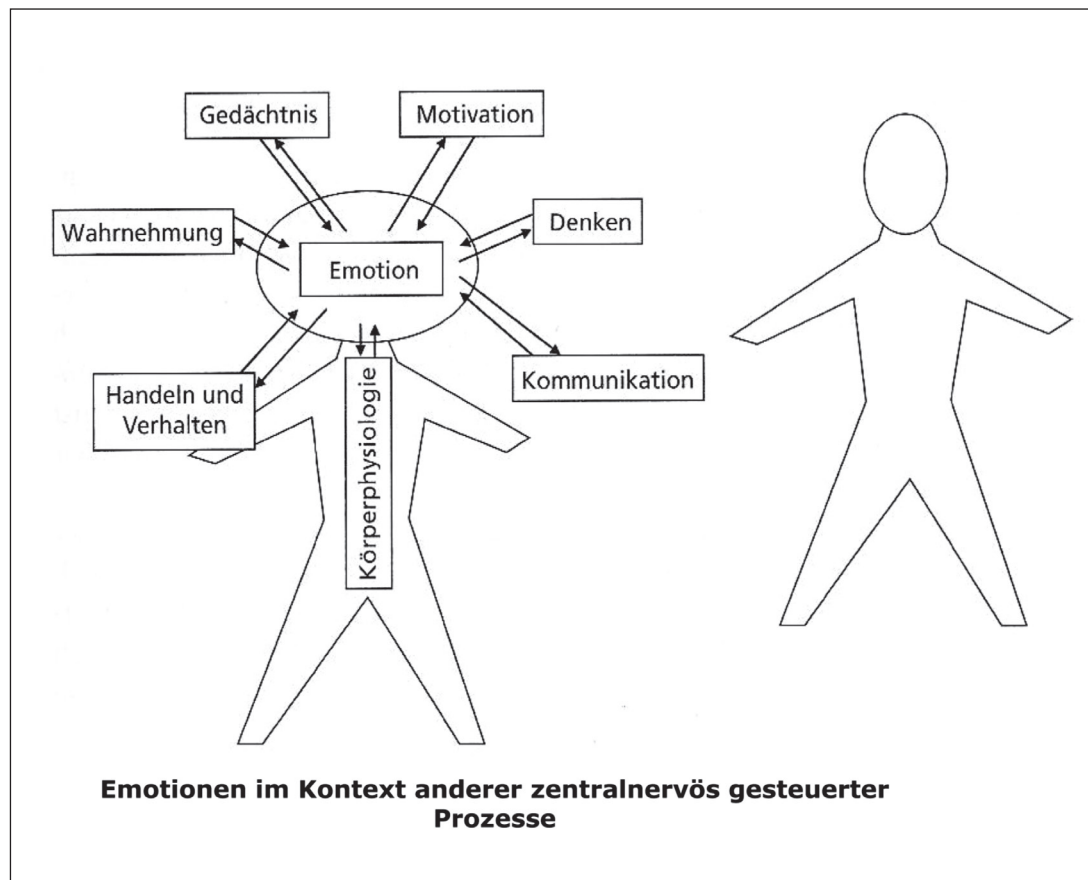 Gedächtnis
Motivation
Wahrnehmung
Denken
Emotion
Handeln und
Verhalten
Körperphysiologie
Kommunikation
Emotionen im Kontext anderer zentralnervös gesteuerter
Prozesse